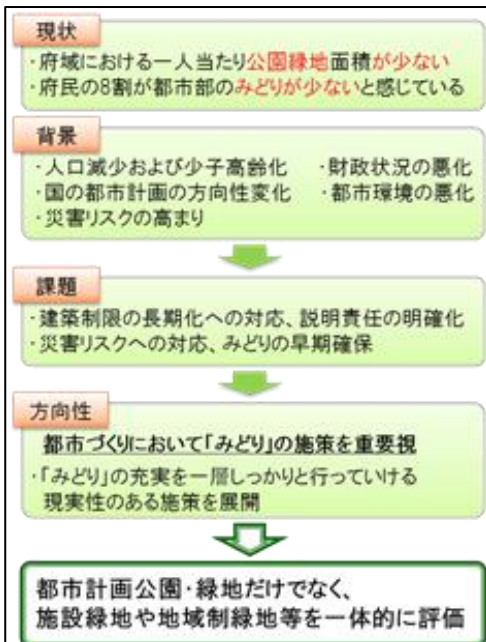 現状
・府域における一人当たり公園緑地面積が少ない
・府民の8割が都市部のみどりが少ないと感じている
背景
・人口減少および少子高齢化 ・財政状況の悪化
・国の都市計画の方向性変化 ・都市環境の悪化
・災害リスクの高まり
課題
・建築制限の長期化への対応、説明責任の明確化
・災害リスクへの対応、みどりの早期確保
方向性
都市づくりにおいて「みどり」の施策を重要視
・「みどり」の充実を一層しっかりと行っていける
現実性のある施策を展開
都市計画公園・緑地だけでなく、
施設緑地や地域制緑地等を一体的に評価